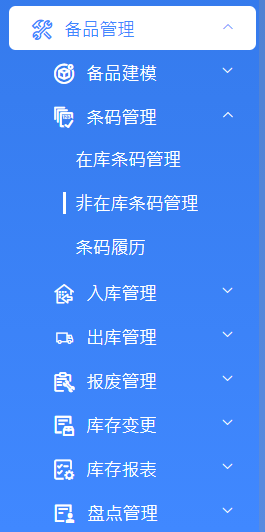 备品管理
备品建模
条码管理
在库条码管理
非在库条码管理
条码履历
入库管理
出库管理
报废管理
库存变更
库存报表
盘点管理